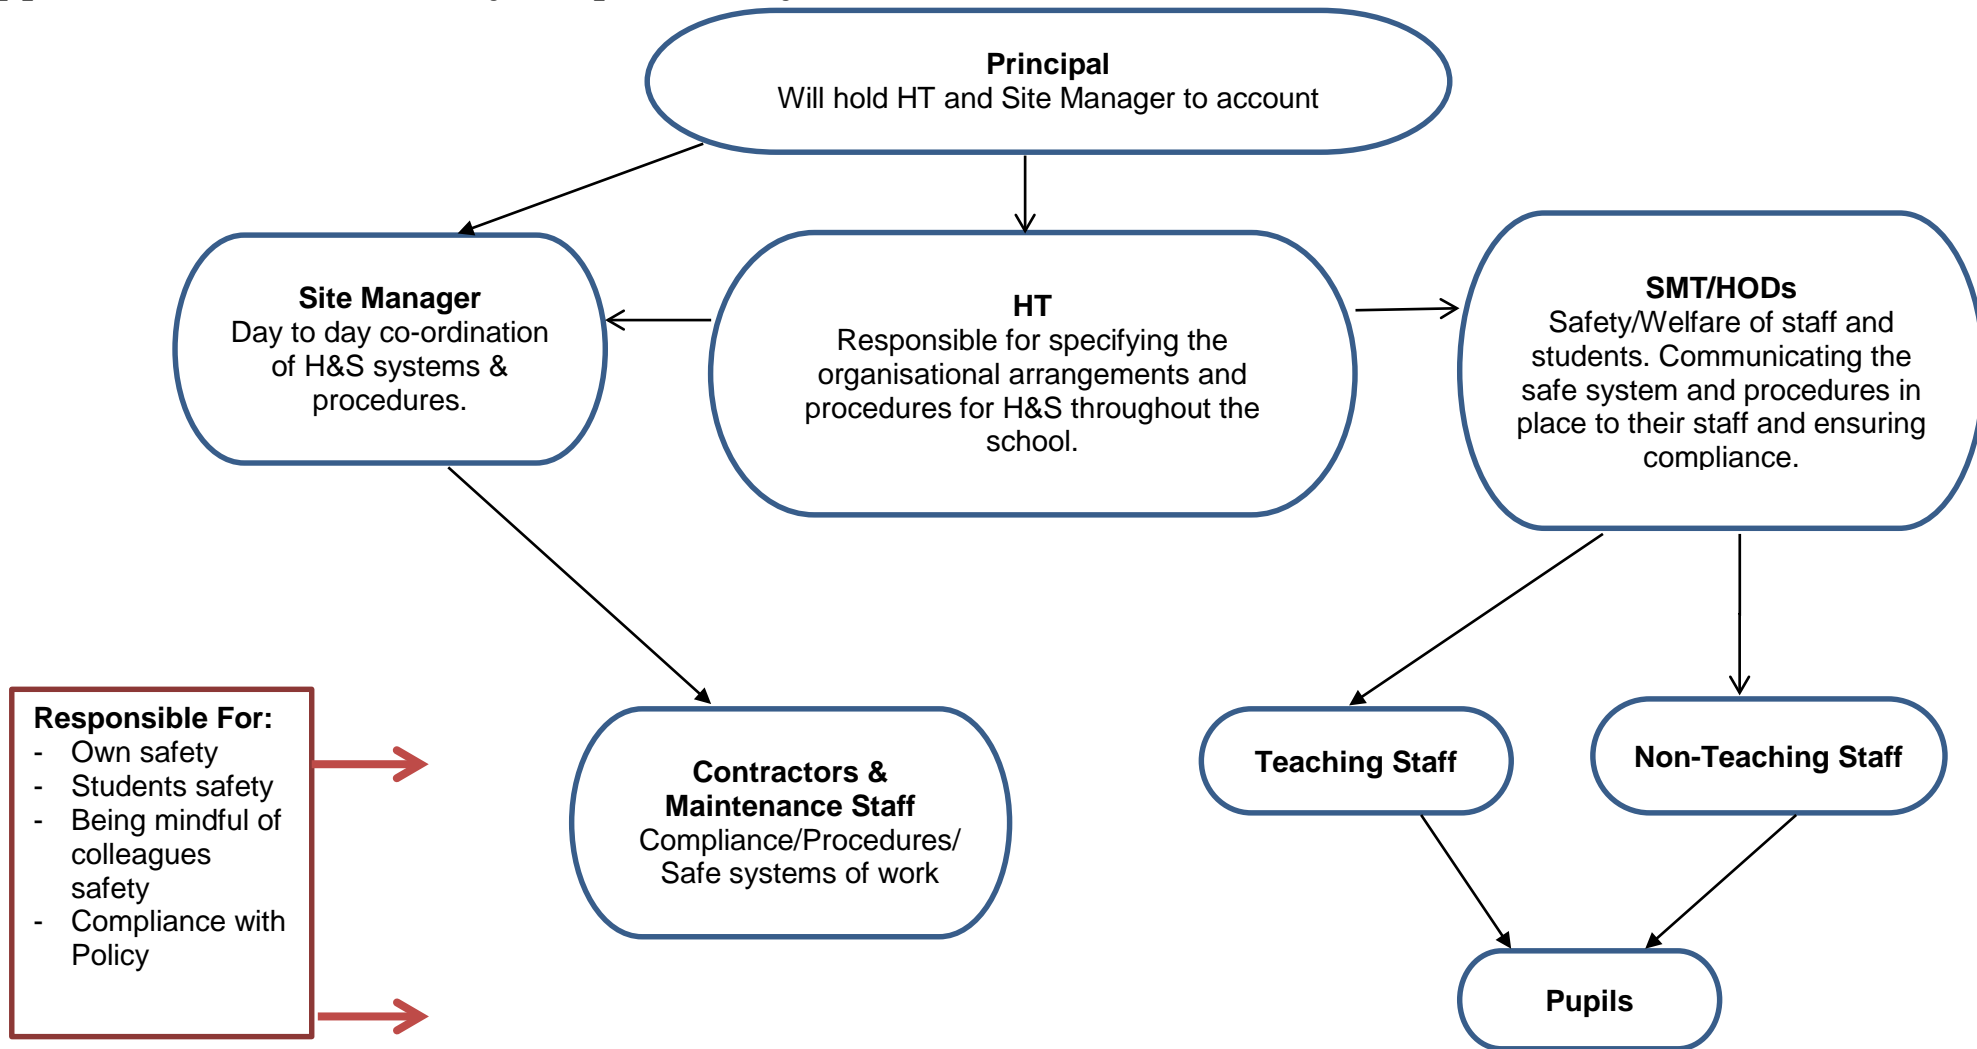 Principal
Will hold HT and Site Manager to account
Site Manager
Day to day co-ordination
of H&S systems &
procedures.
HT
Responsible for specifying the
organisational arrangements and
procedures for H&S throughout the
school.
SMT/HODs
Safety/Welfare of staff and
students. Communicating the
safe system and procedures in
place to their staff and ensuring
compliance.
Responsible For:
- Own safety
- Students safety
- Being mindful of
colleagues
safety
- Compliance with
Policy
Contractors &
Maintenance Staff
Compliance/Procedures/
Safe systems of work
Teaching Staff
Non-Teaching Staff
Pupils